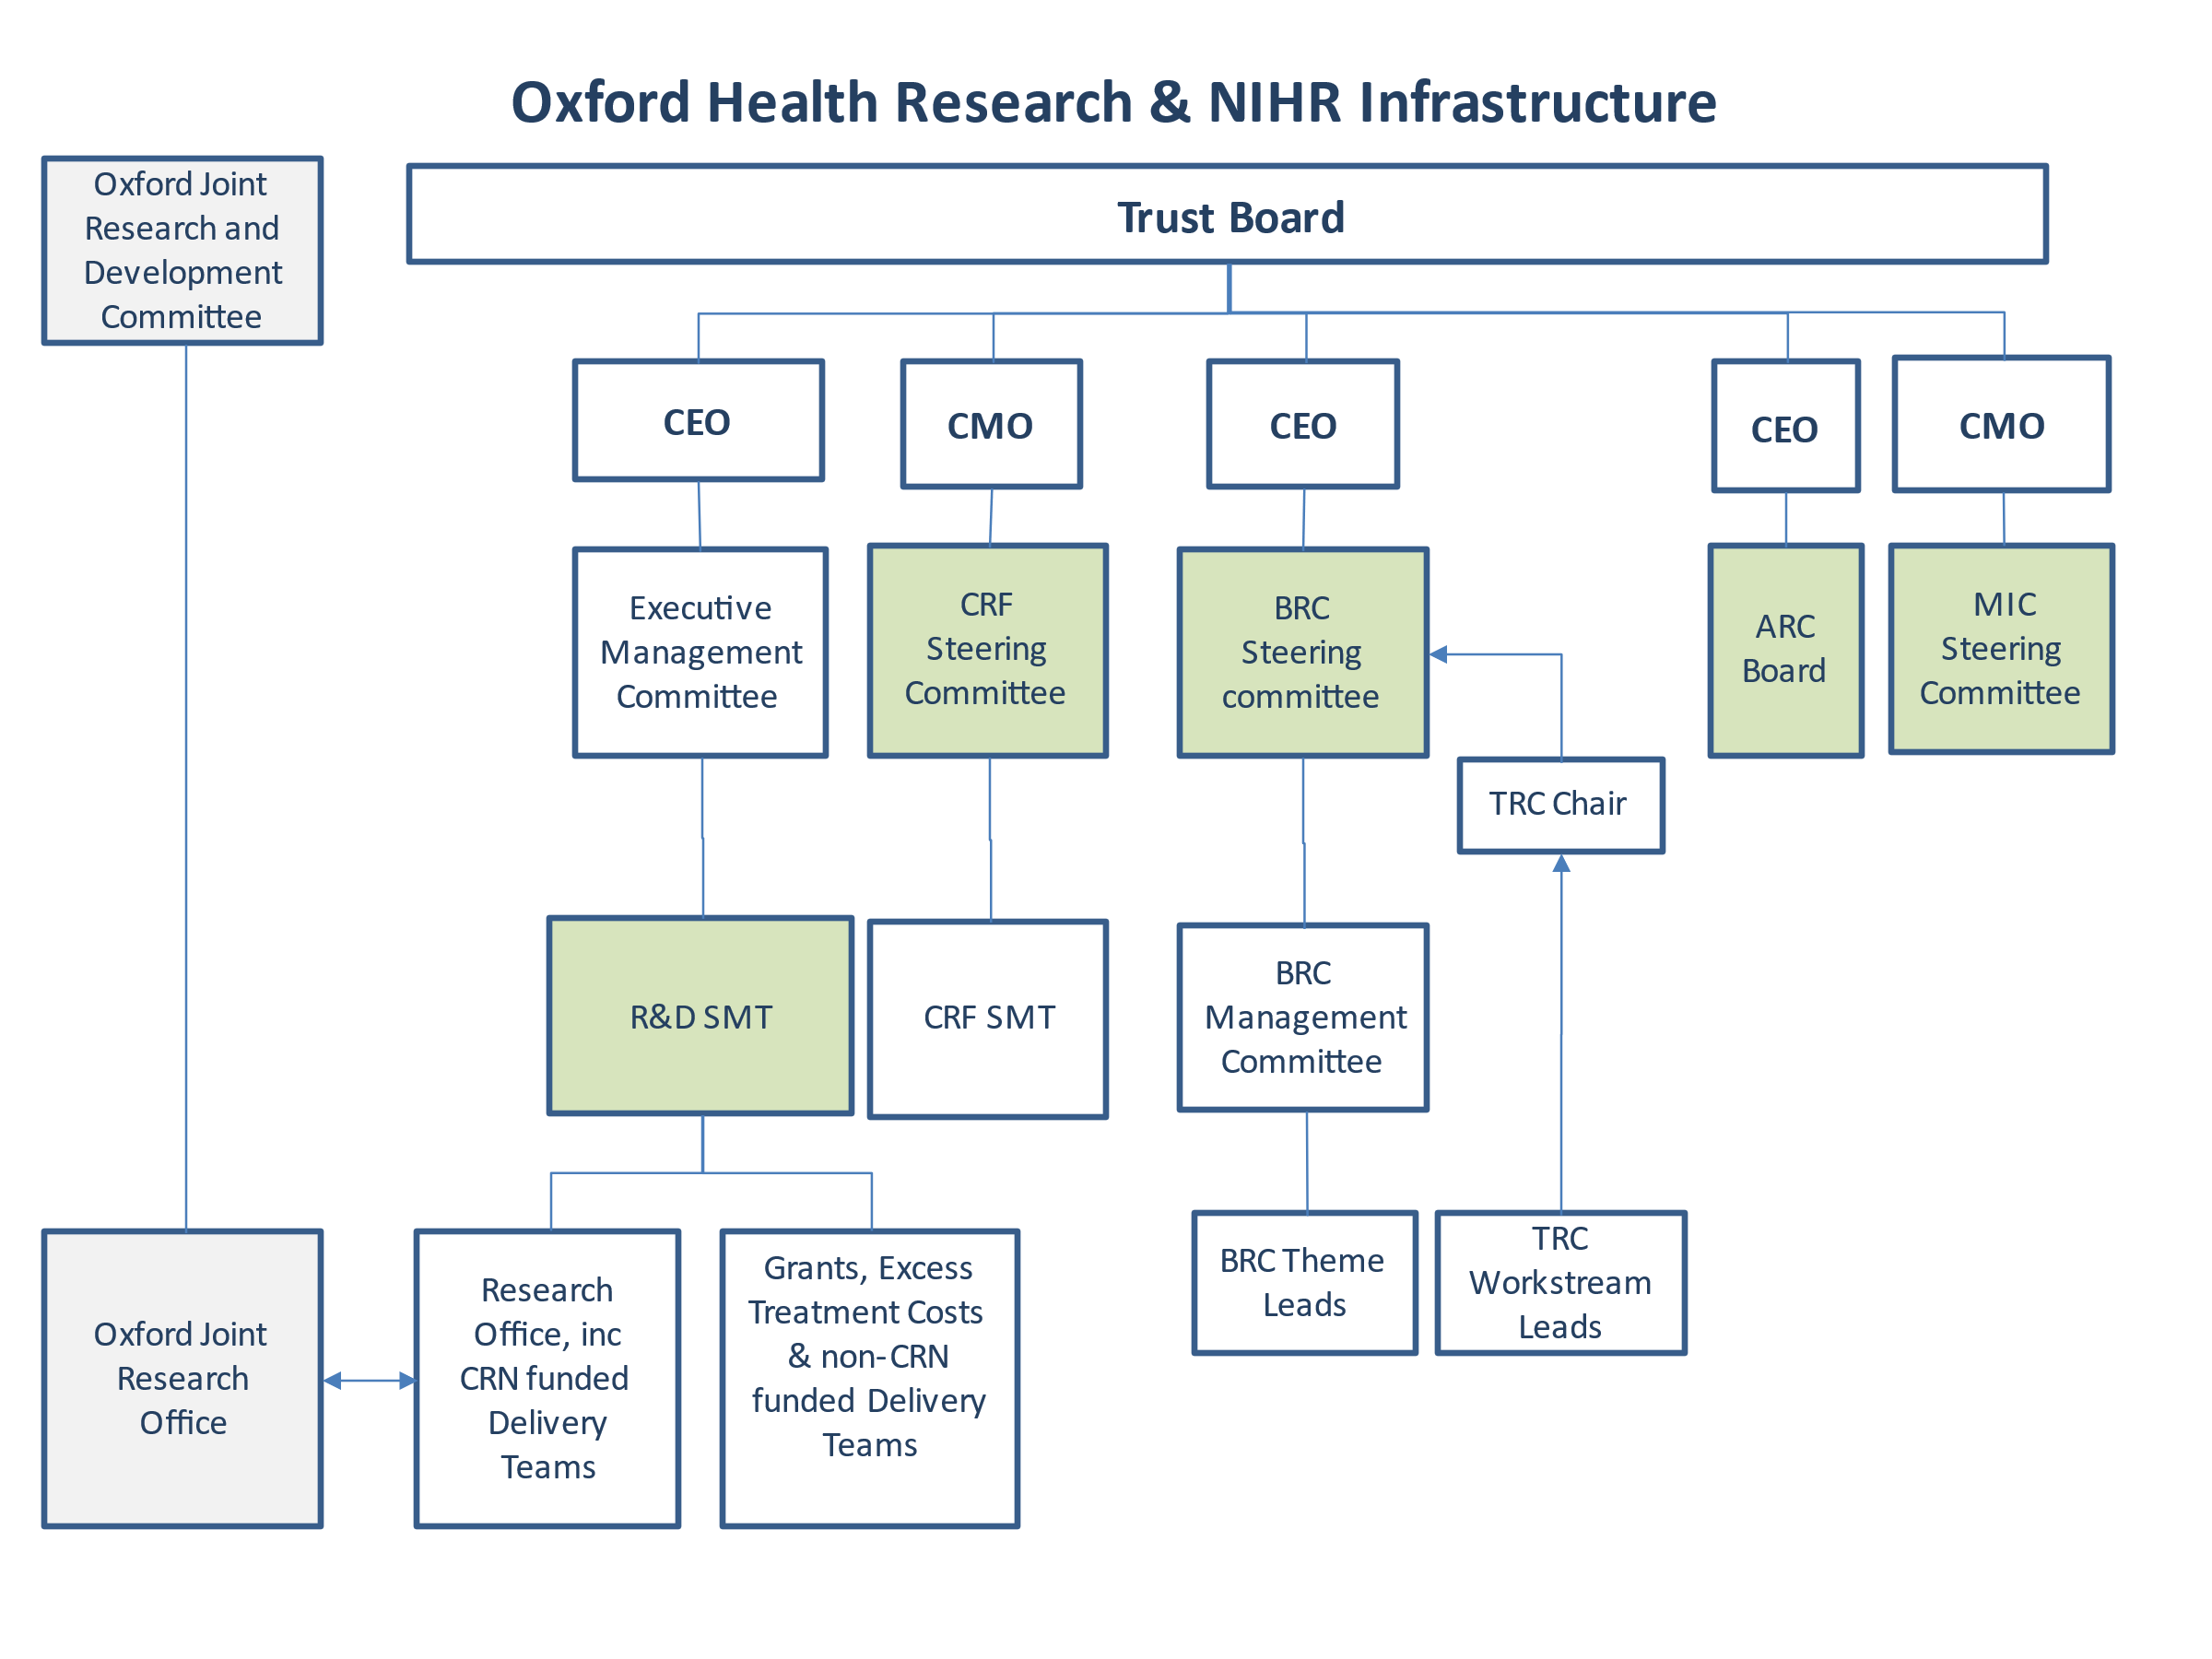 Oxford Health Research & NIHR Infrastructure
Oxford Joint
Research and
Development
Committee
Trust Board
CEO
CMO
CEO
CEO
CMO
Executive
Management
Committee
CRF
Steering
Committee
BRC
Steering
committee
ARC
Board
MIC
Steering
Committee
TRC Chair
R&D SMT
CRF SMT
BRC
Management
Committee
Oxford Joint
Research
Office
Research
Office, inc
CRN funded
Delivery
Teams
Grants, Excess
Treatment Costs
& non-CRN
funded Delivery
Teams
BRC Theme
Leads
TRC
Workstream
Leads